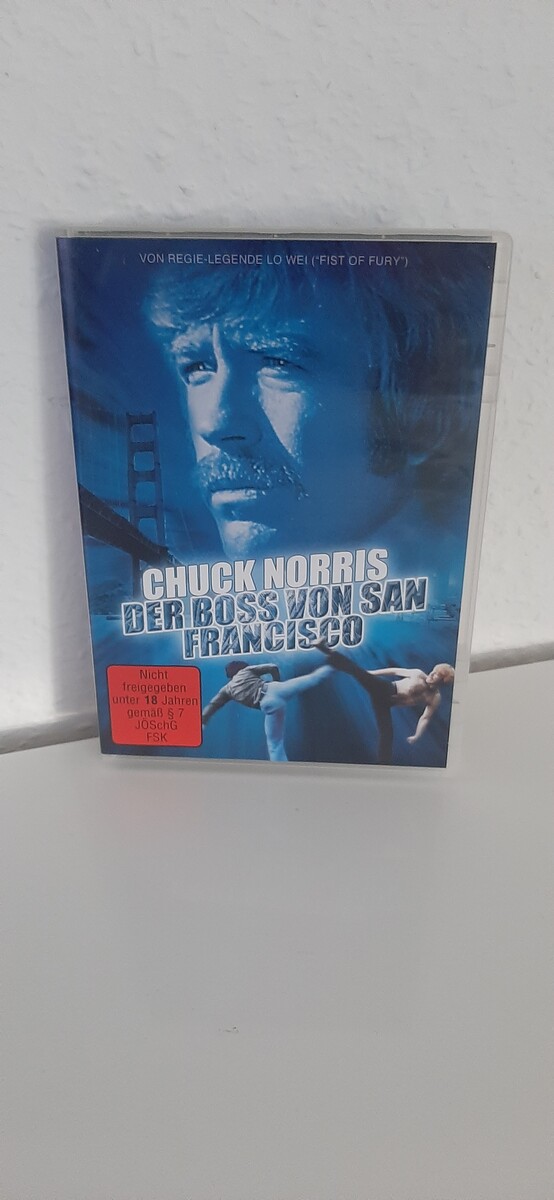 VON REGIE-LEGENDE LO WEI ("FIST OF FURY")
CHUCK NORRIS
DER BOSS VON SAN
FRANCISCO
Nicht
freigegeben
unter 18 Jahren
gemäß § 7
JÖSchG
FSK